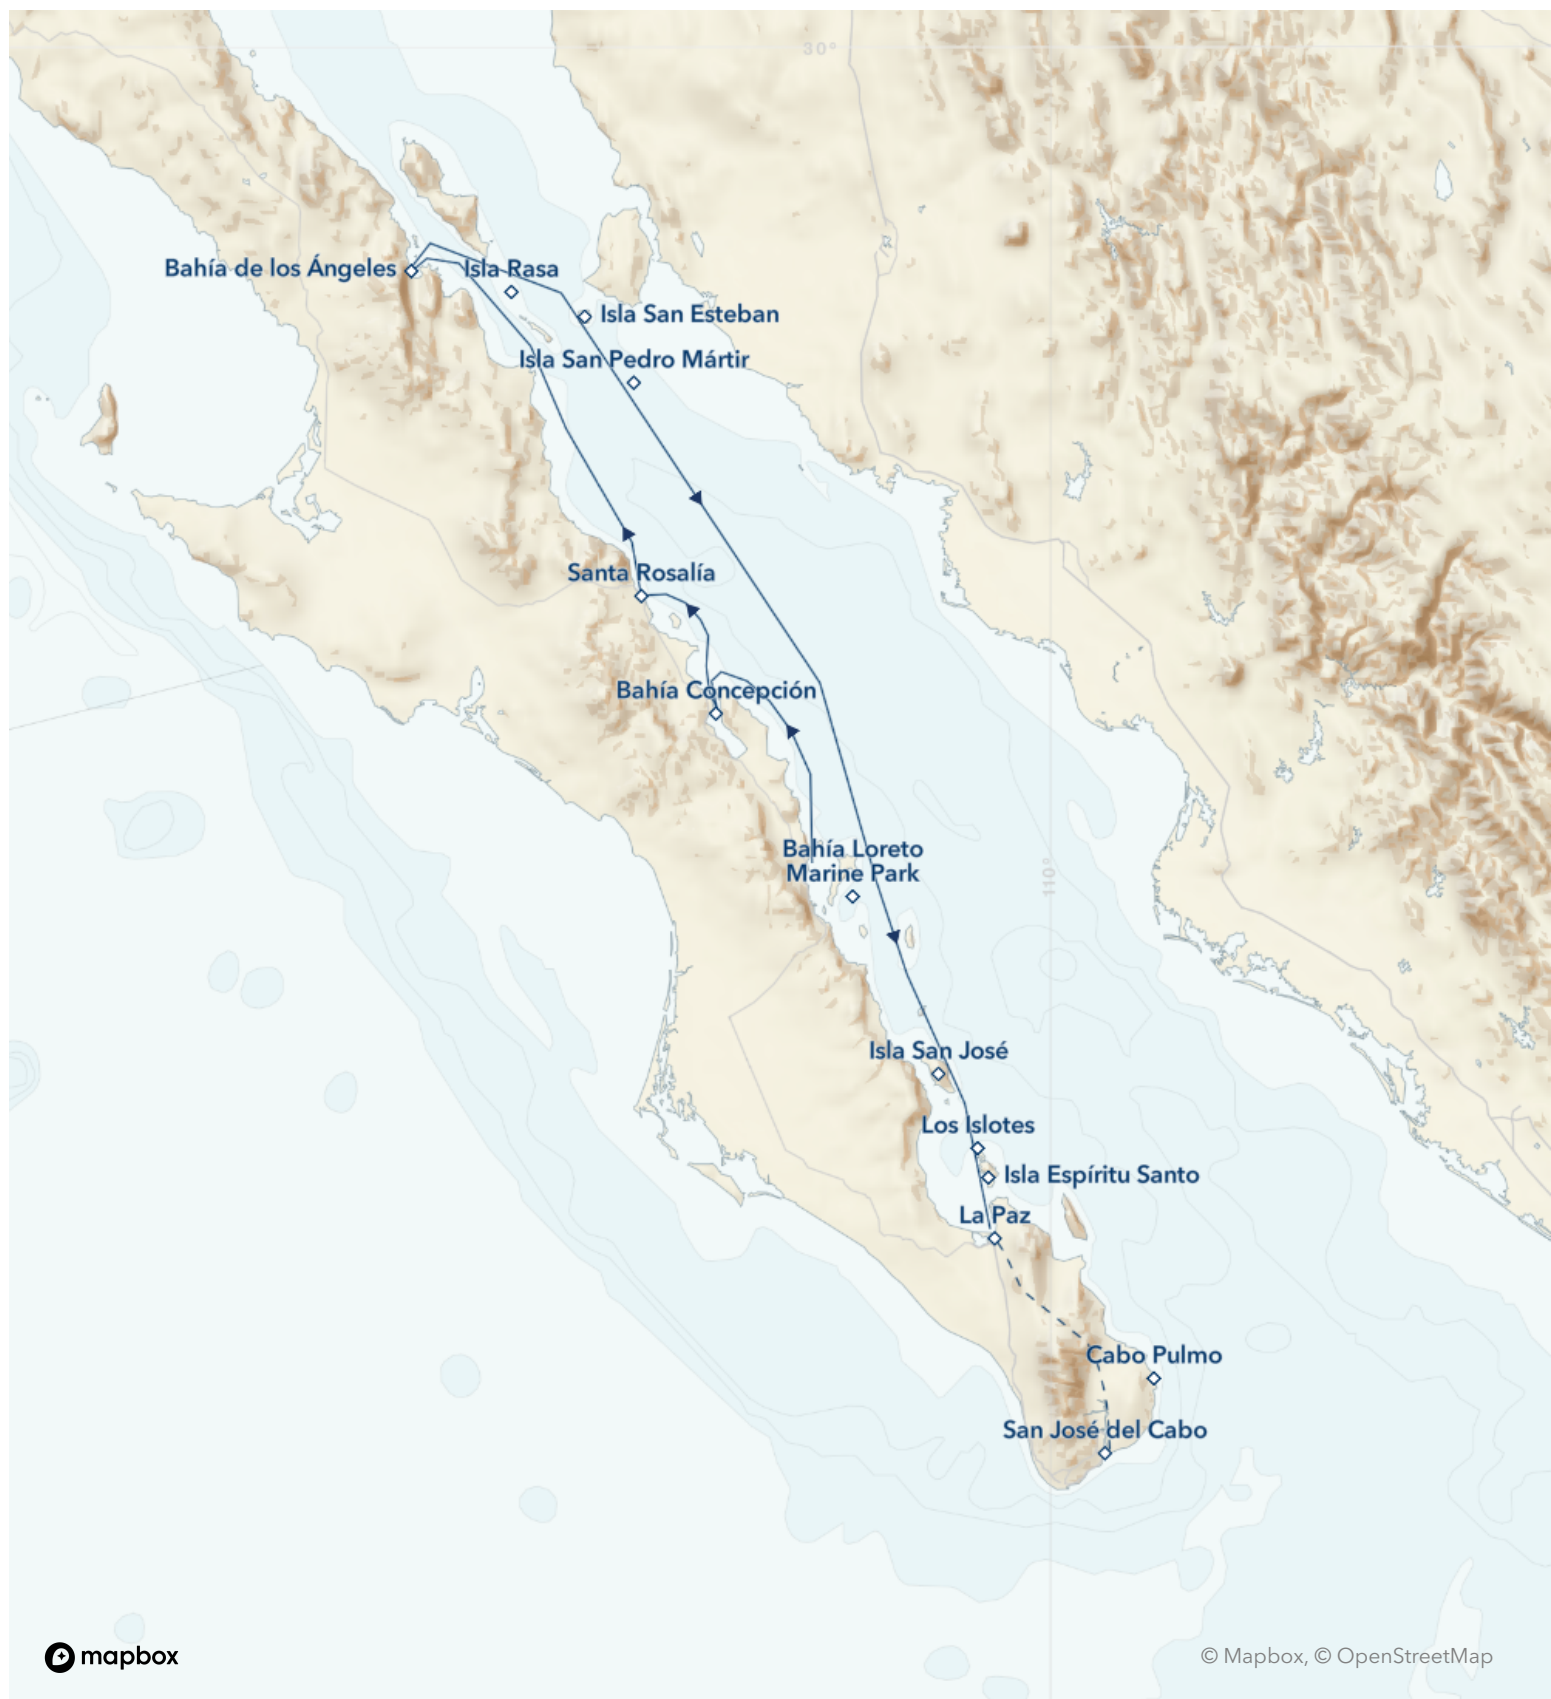 30°
Bahía de los Ángeles
Isla Rasa
Isla San Esteban
Isla San Pedro Mártir
Santa Rosalía
Bahía Concepción
Bahía Loreto
Marine Park
110°
Isla San José
Los Islotes
Isla Espíritu Santo
La Paz
Cabo Pulmo
San José del Cabo
mapbox
© Mapbox, © OpenStreetMap